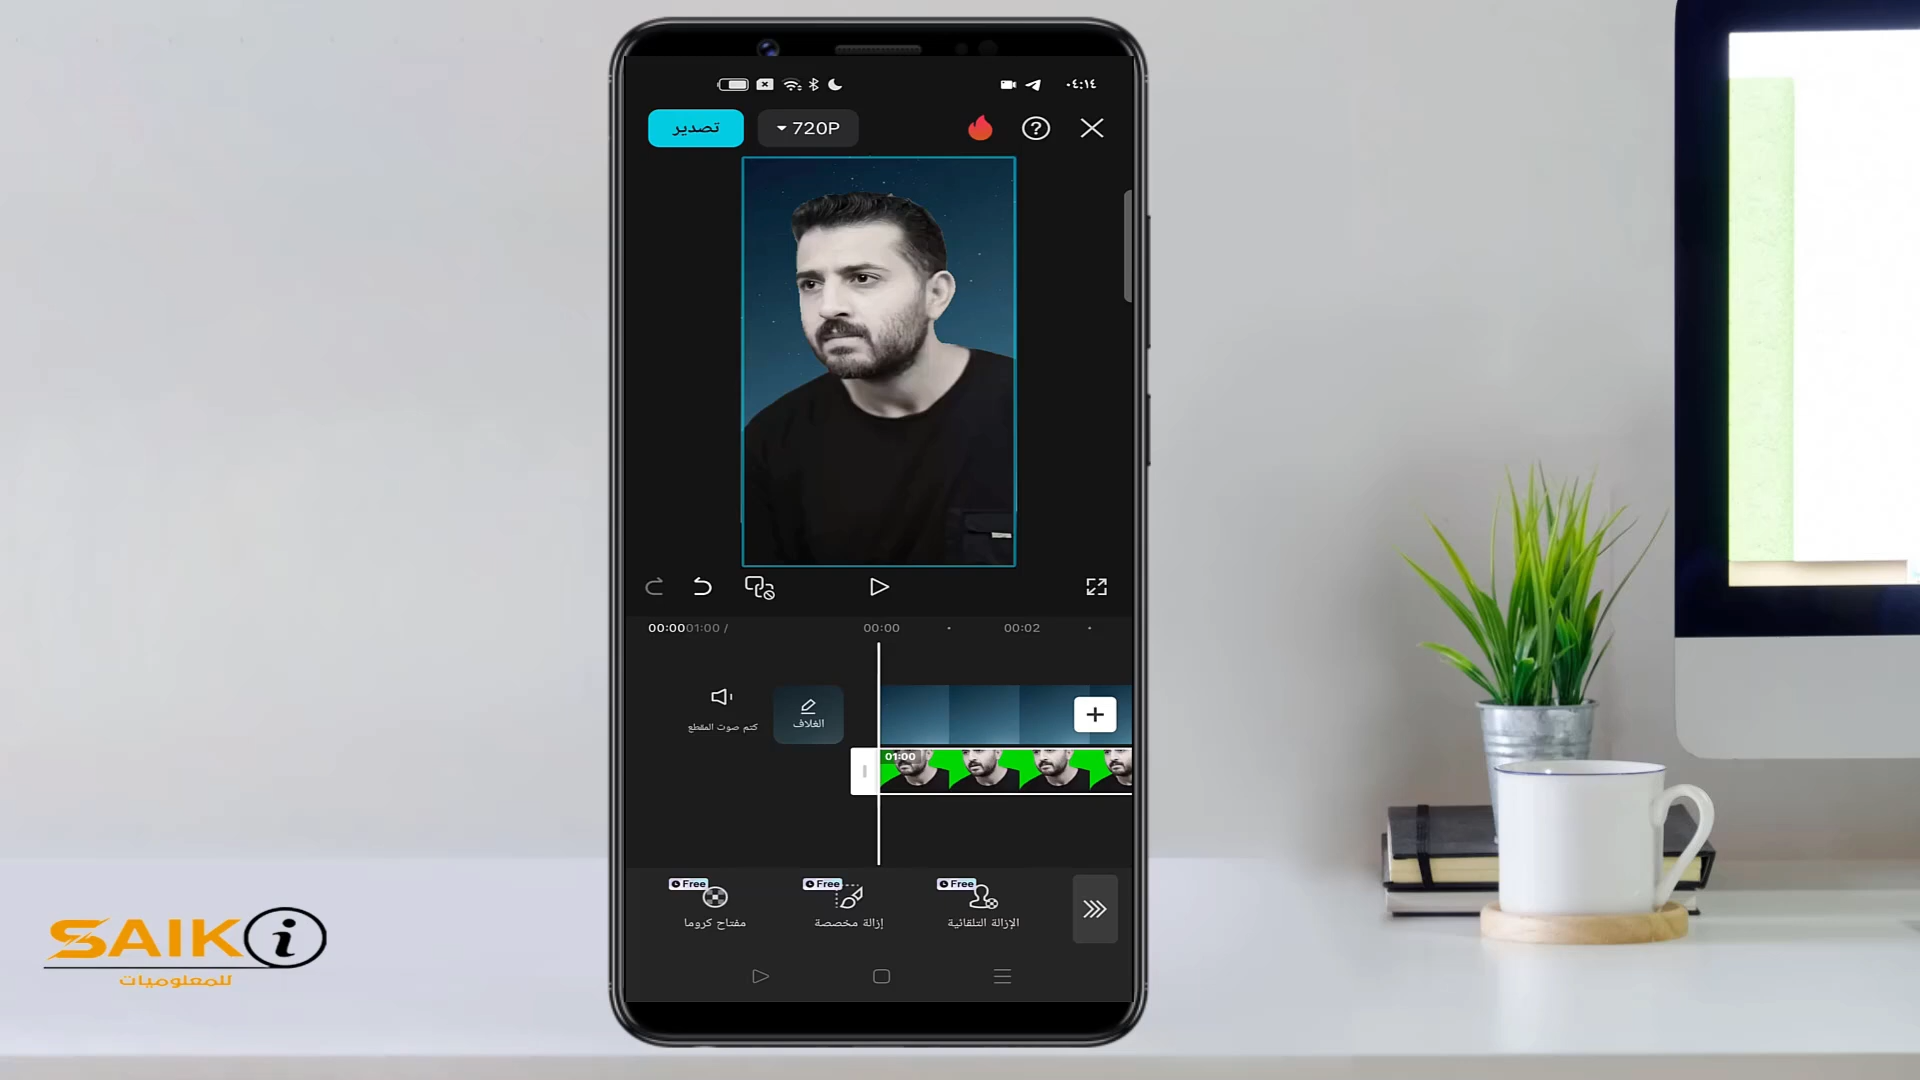 ٠٤:١٤
تصدير
720P
00:00
01:00 /
00:00
00:02
كتم صوت المقطع
الغلاف
01:00
Free
مفتاح كروما
Free
إزالة مخصصة
Free
الإزالة التلقائية
SAIKi
للمعلوميات